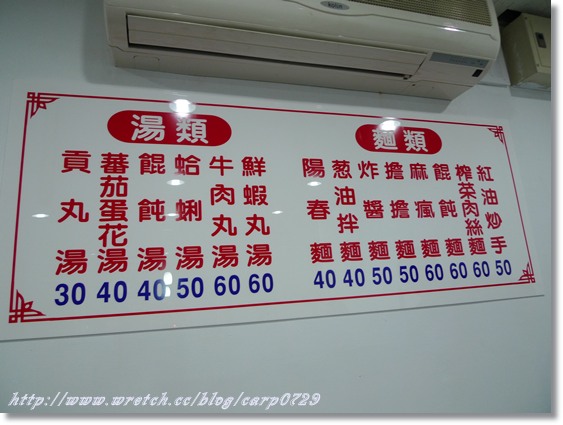 湯類
貢丸湯 30
蕃茄蛋花湯 40
餛飩湯 40
蛤蜊湯 50
牛肉丸湯 60
鮮蝦丸湯 60
麵類
陽春麵 40
葱油拌麵 40
炸醬麵 50
擔擔麵 50
麻瘋麵 60
餛飩麵 60
榨菜肉絲麵 60
紅油炒手 50
http://www.wretch.cc/blog/carp0729